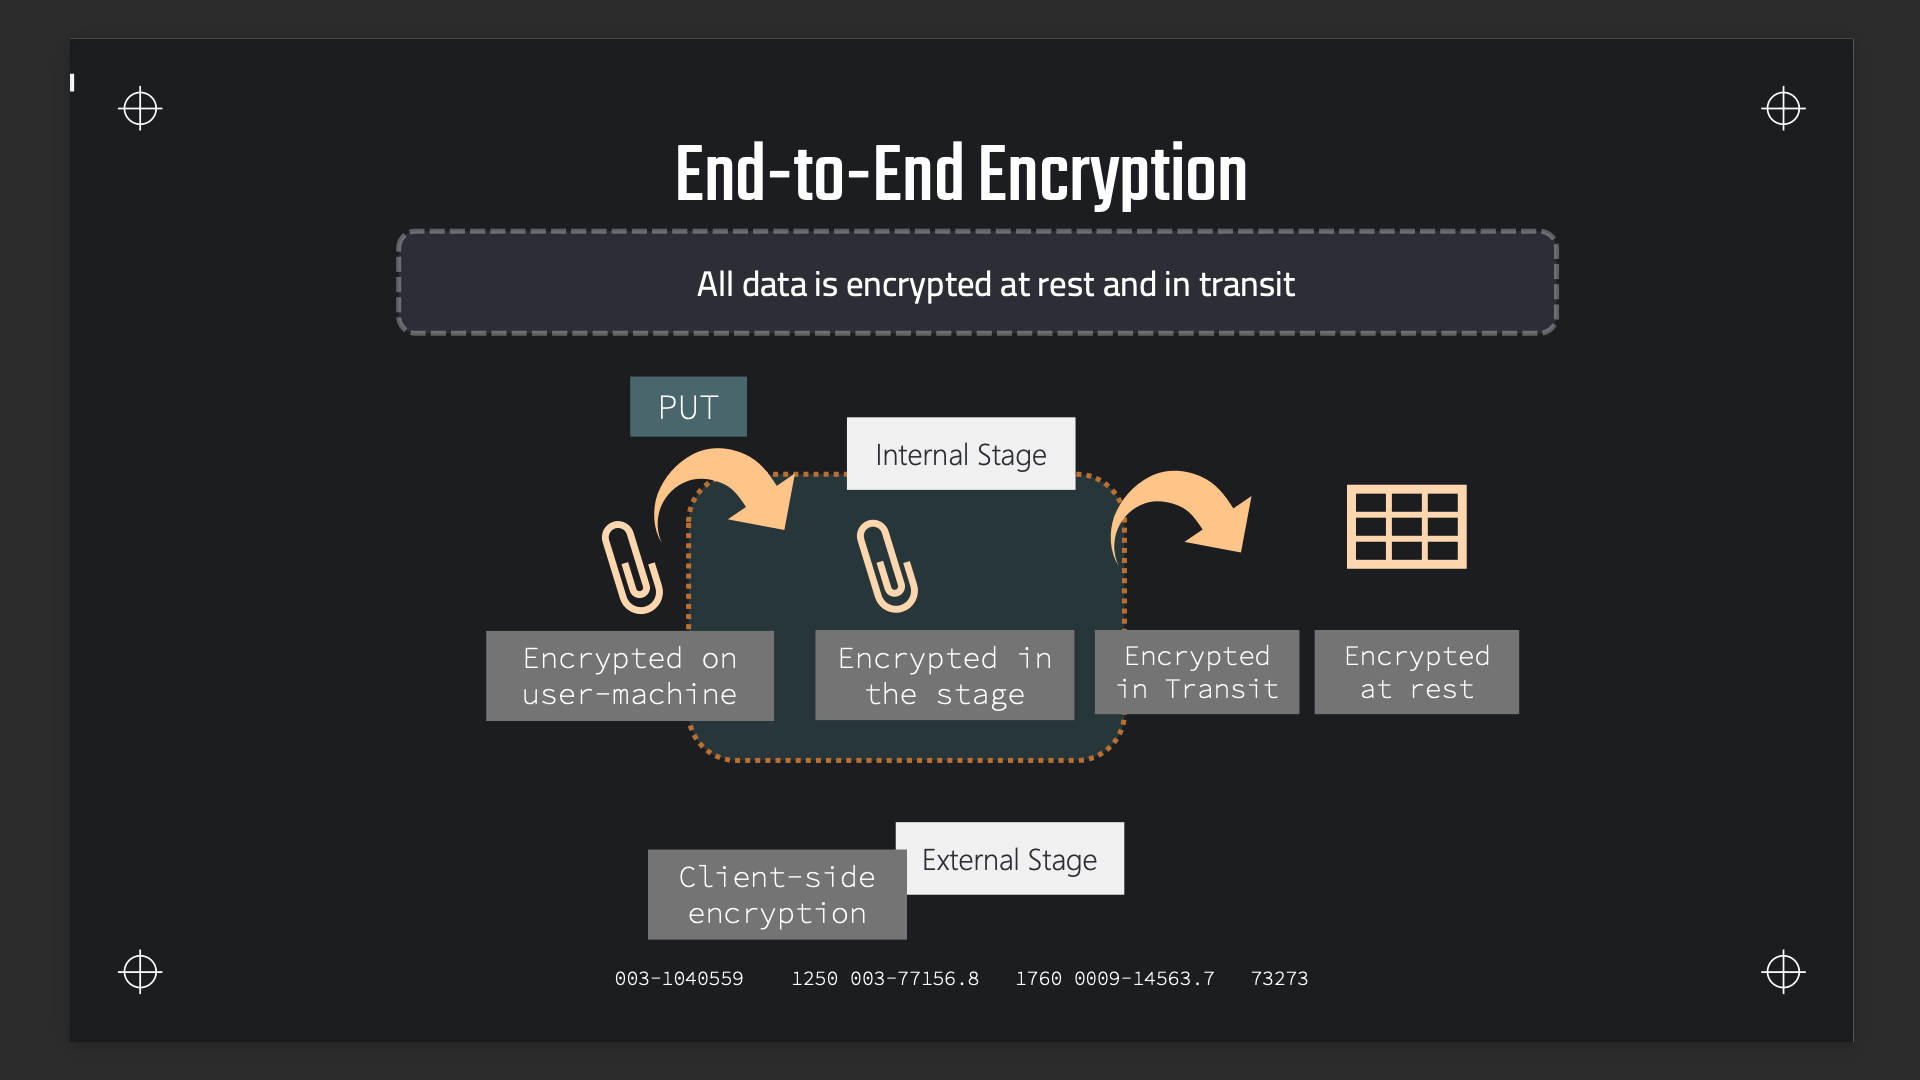 End-to-End Encryption
All data is encrypted at rest and in transit
PUT
Internal Stage
Encrypted on
user-machine
Encrypted in
the stage
Encrypted
in Transit
Encrypted
at rest
External Stage
Client-side
encryption
003-1040559 1250 003-77156.8 1760 0009-14563.7 73273